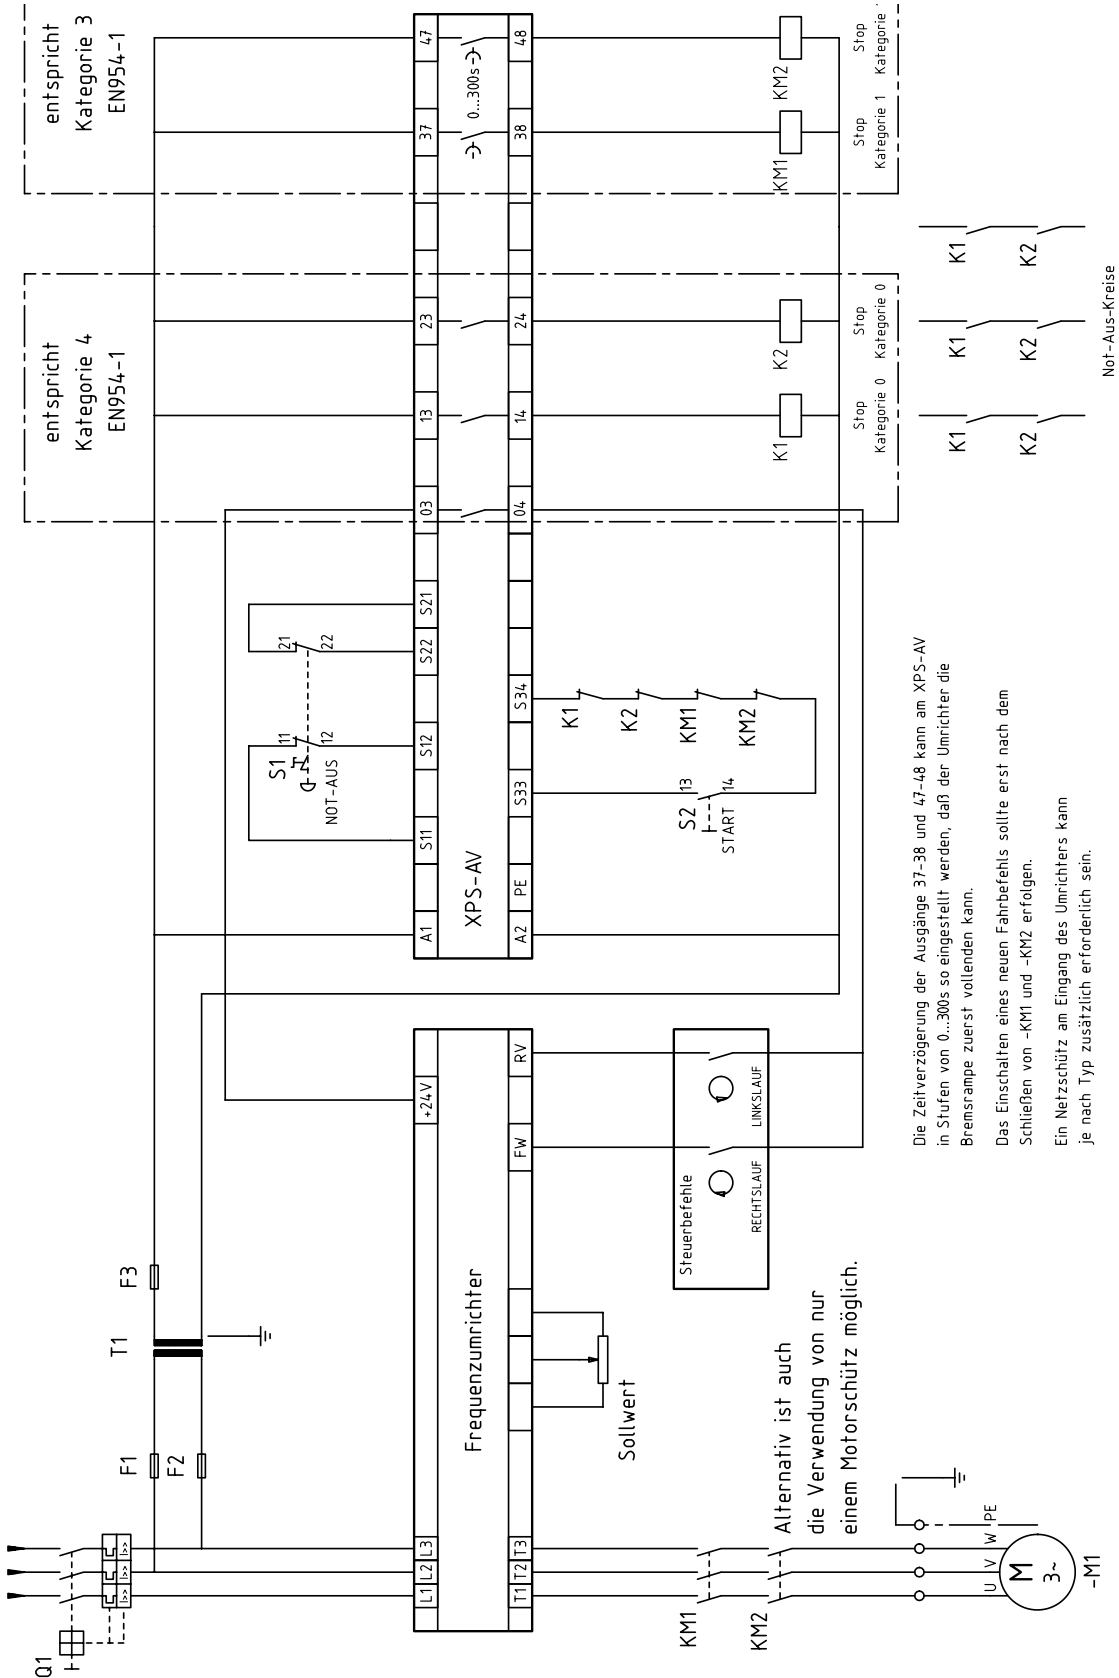 Q1
I>>
I>>
I>>
F1
F2
T1
F3
L1
L2
L3
+24V
Frequenzumrichter
T1
T2
T3
FW
RV
Sollwert
Steuerbefehle
RECHTSLAUF
LINKSLAUF
KM1
KM2
Alternativ ist auch
die Verwendung von nur
einem Motorschütz möglich.
U
V
W
PE
M
3~
-M1
A1
S11
S12
S22
S21
03
13
23
37
47
XPS-AV
A2
PE
S33
S34
04
14
24
38
48
0...300s
S1
11
12
21
22
NOT-AUS
S2
13
14
START
K1
K2
KM1
KM2
entspricht
Kategorie 4
EN954-1
entspricht
Kategorie 3
EN954-1
K1
K2
KM1
KM2
Stop
Kategorie 0
Stop
Kategorie 0
Stop
Kategorie 1
Stop
Kategorie
K1
K2
K1
K2
K1
K2
Not-Aus-Kreise
Die Zeitverzögerung der Ausgänge 37-38 und 47-48 kann am XPS-AV
in Stufen von 0...300s so eingestellt werden, daß der Umrichter die
Bremsrampe zuerst vollenden kann.
Das Einschalten eines neuen Fahrbefehls sollte erst nach dem
Schließen von -KM1 und -KM2 erfolgen.
Ein Netzschütz am Eingang des Umrichters kann
je nach Typ zusätzlich erforderlich sein.